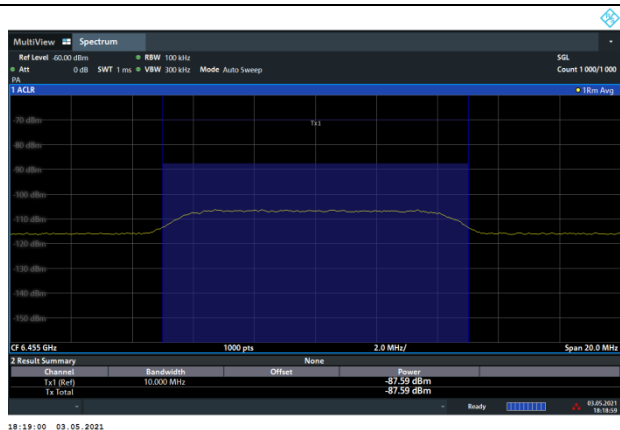 MultiView Spectrum
Ref Level -60.00 dBm RBW 100 kHz SGL
Att 0 dB SWT 1 ms VBW 300 kHz Mode Auto Sweep Count 1000/1000
PA
1 ACLR 1Rm Avg
-70 dBm
Tx1
-80 dBm
-90 dBm
-100 dBm
-110 dBm
-120 dBm
-130 dBm
-140 dBm
-150 dBm
CF 6.455 GHz 1000 pts 2.0 MHz/ Span 20.0 MHz
2 Result Summary None
Channel Bandwidth Offset Power
Tx1 (Ref) 10.000 MHz -87.59 dBm
Tx Total -87.59 dBm
Ready 03.05.2021
18:18:59
18:19:00 03.05.2021